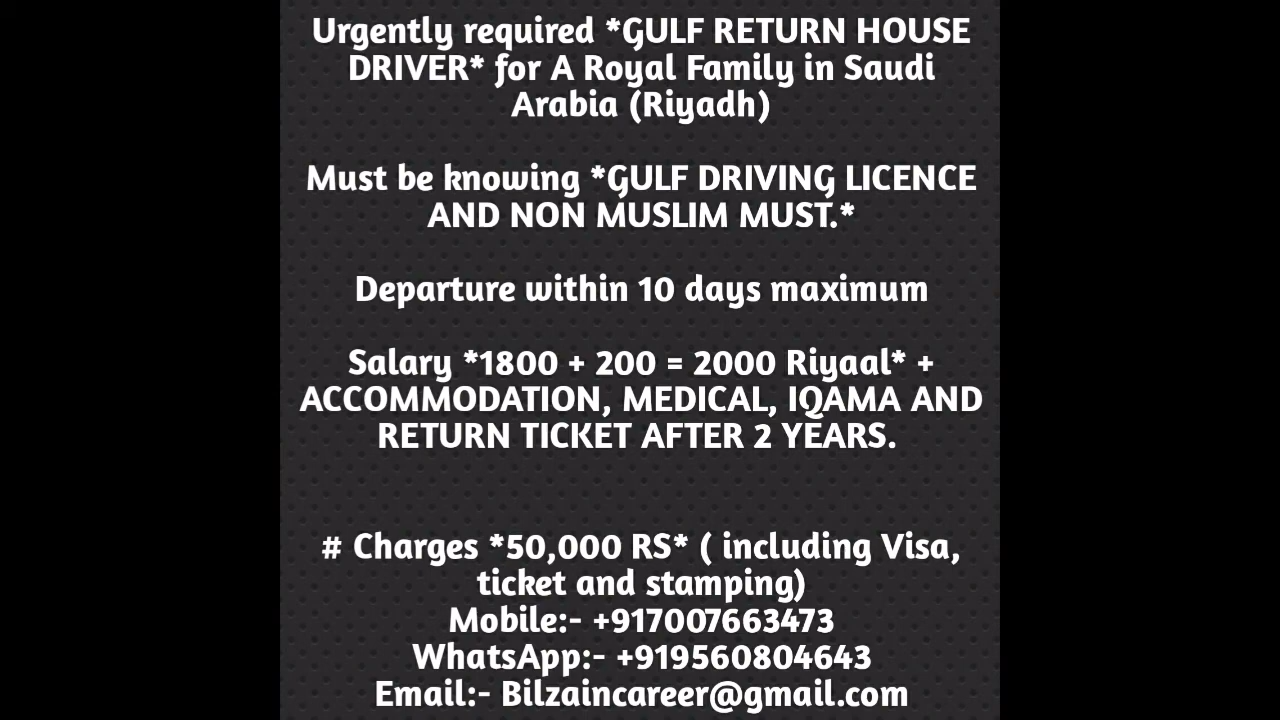 Urgently required *GULF RETURN HOUSE
DRIVER* for A Royal Family in Saudi
Arabia (Riyadh)
Must be knowing *GULF DRIVING LICENCE
AND NON MUSLIM MUST.*
Departure within 10 days maximum
Salary *1800 + 200 = 2000 Riyaal* +
ACCOMMODATION, MEDICAL, IQAMA AND
RETURN TICKET AFTER 2 YEARS.
# Charges *50,000 RS* ( including Visa,
ticket and stamping)
Mobile:- +917007663473
WhatsApp:- +919560804643
Email:- Bilzaincareer@gmail.com